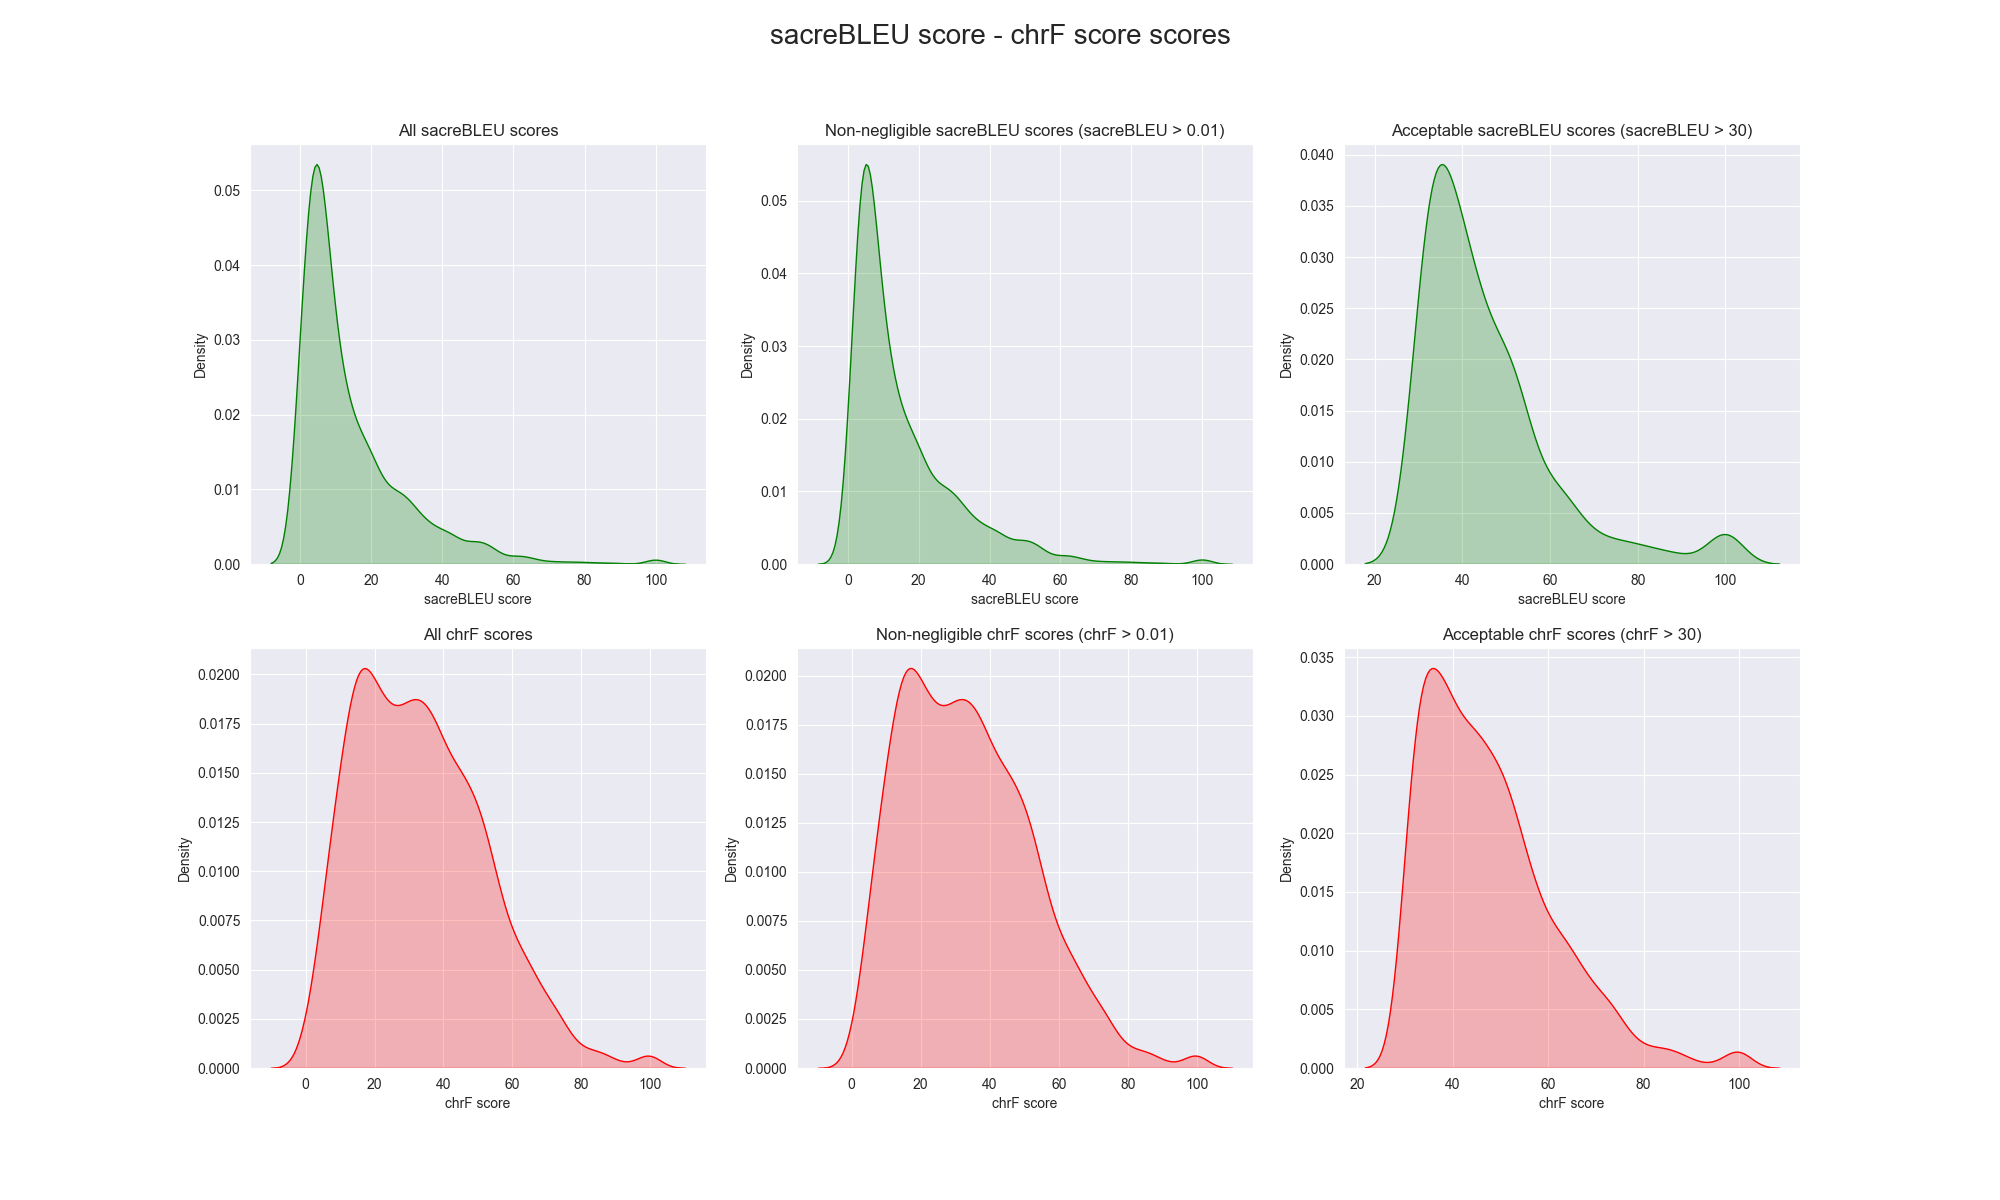 sacreBLEU score - chrF score scores
All sacreBLEU scores
Density
0.05
0.04
0.03
0.02
0.01
0.00
0 20 40 60 80 100
sacreBLEU score
Non-negligible sacreBLEU scores (sacreBLEU > 0.01)
Density
0.05
0.04
0.03
0.02
0.01
0.00
0 20 40 60 80 100
sacreBLEU score
Acceptable sacreBLEU scores (sacreBLEU > 30)
Density
0.040
0.035
0.030
0.025
0.020
0.015
0.010
0.005
0.000
20 40 60 80 100
sacreBLEU score
All chrF scores
Density
0.0200
0.0175
0.0150
0.0125
0.0100
0.0075
0.0050
0.0025
0.0000
0 20 40 60 80 100
chrF score
Non-negligible chrF scores (chrF > 0.01)
Density
0.0200
0.0175
0.0150
0.0125
0.0100
0.0075
0.0050
0.0025
0.0000
0 20 40 60 80 100
chrF score
Acceptable chrF scores (chrF > 30)
Density
0.035
0.030
0.025
0.020
0.015
0.010
0.005
0.000
20 40 60 80 100
chrF score